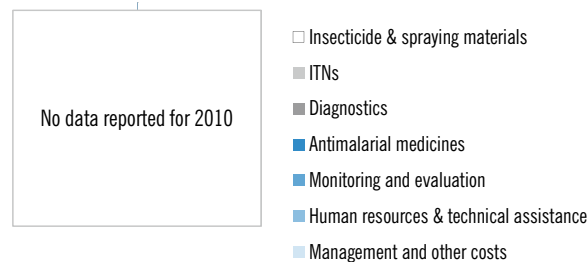 No data reported for 2010
Insecticide & spraying materials
ITNs
Diagnostics
Antimalarial medicines
Monitoring and evaluation
Human resources & technical assistance
Management and other costs